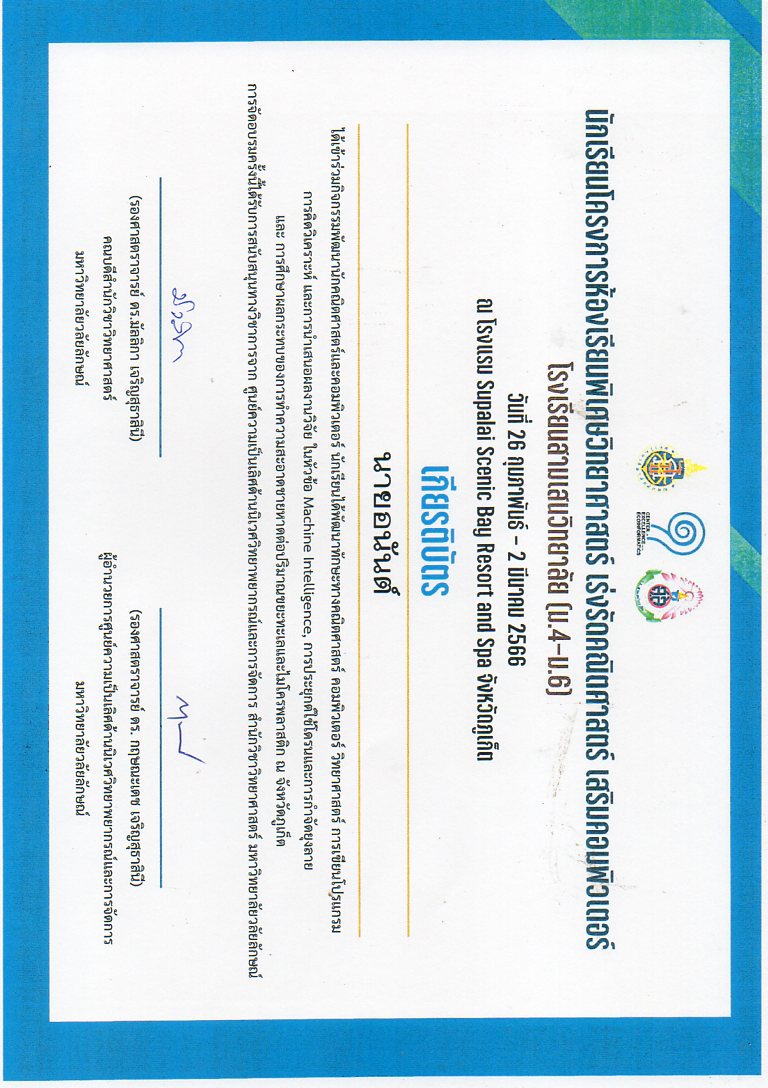 CENTER of
EXCELLENCE for
ECOINFORMATICS
นักเรียนโครงการห้องเรียนพิเศษวิทยาศาสตร์ เร่งรัดคณิตศาสตร์ เสริมคอมพิวเตอร์
โรงเรียนสามเสนวิทยาลัย (ม.4-ม.6)
วันที่ 26 กุมภาพันธ์ - 2 มีนาคม 2566
ณ โรงแรม Supalai Scenic Bay Resort and Spa จังหวัดภูเก็ต
เกียรติบัตร
นายอนันต์
ได้เข้าร่วมกิจกรรมพัฒนานักคณิตศาสตร์และคอมพิวเตอร์ นักเรียนได้พัฒนาทักษะทางคณิตศาสตร์ คอมพิวเตอร์ วิทยาศาสตร์ การเขียนโปรแกรม
การคิดวิเคราะห์ และการนำเสนอผลงานวิจัย ในหัวข้อ Machine Intelligence, การประยุกต์ใช้โดรนและการกำจัดยุงลาย
และ การศึกษาผลกระทบของการทำความสะอาดชายหาดต่อปริมาณขยะทะเลและไมโครพลาสติก ณ จังหวัดภูเก็ต
การจัดอบรมครั้งนี้ได้รับการสนับสนุนทางวิชาการจาก ศูนย์ความเป็นเลิศด้านนิเวศวิทยาพยากรณ์และการจัดการ สำนักวิชาวิทยาศาสตร์ มหาวิทยาลัยวลัยลักษณ์
(รองศาสตราจารย์ ดร.มัลลิกา เจริญสุธาสินี)
คณบดีสำนักวิชาวิทยาศาสตร์
มหาวิทยาลัยวลัยลักษณ์
(รองศาสตราจารย์ ดร. กฤษณะเดช เจริญสุธาสินี)
ผู้อำนวยการศูนย์ความเป็นเลิศด้านนิเวศวิทยาพยากรณ์และการจัดการ
มหาวิทยาลัยวลัยลักษณ์